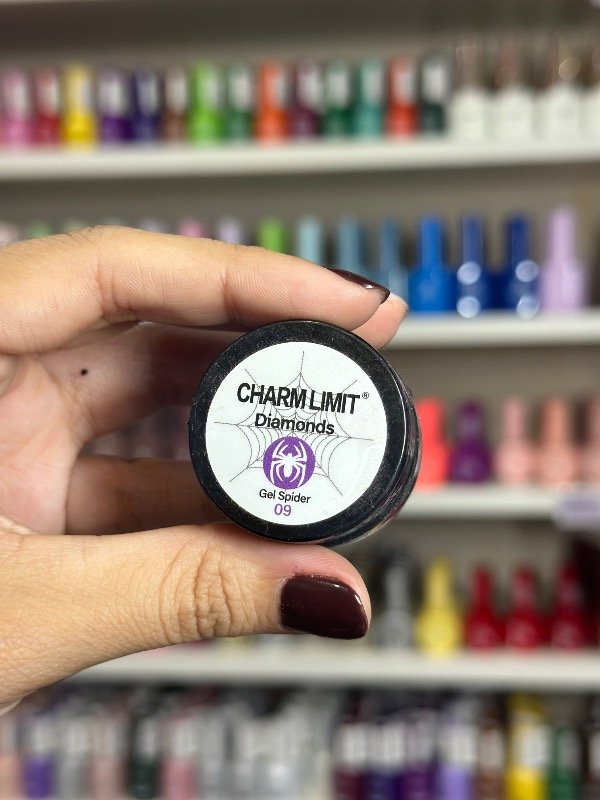 CHARM LIMIT®
Diamonds
Gel Spider
09